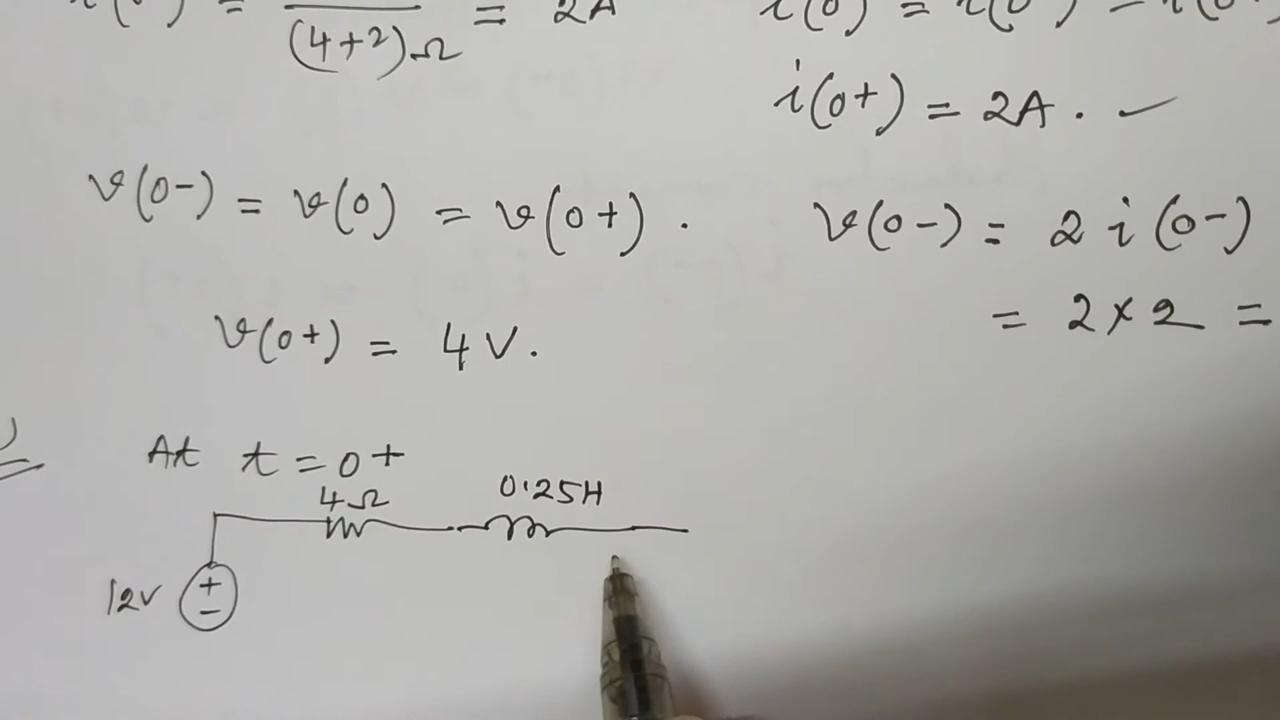 (4+2)Ω = 2A
i(0+) = 2A.
v(0-) = v(0) = v(0+).
v(0-) = 2 i(0-)
= 2 × 2 =
v(0+) = 4V.
At t = 0+
4Ω
0.25H
12V
+
-